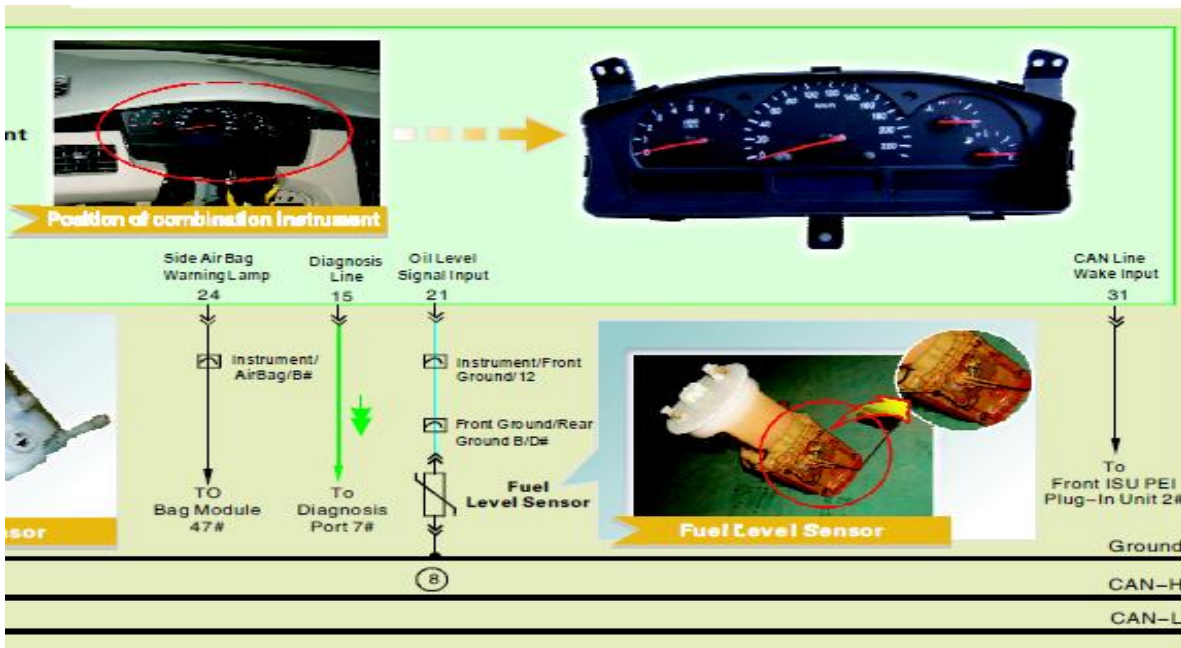 nt
Position of combination Instrument
Side Air Bag
Warning Lamp
24
Diagnosis
Line
15
Oil Level
Signal Input
21
CAN Line
Wake Input
31
Instrument/
AirBag/B#
Instrument/Front
Ground/12
Front Ground/Rear
Ground B/D#
Fuel
Level Sensor
TO
Bag Module
47#
To
Diagnosis
Port 7#
To
Front ISU PEI
Plug-In Unit 2#
sor
Fuel Level Sensor
Ground
8
CAN-H
CAN-L